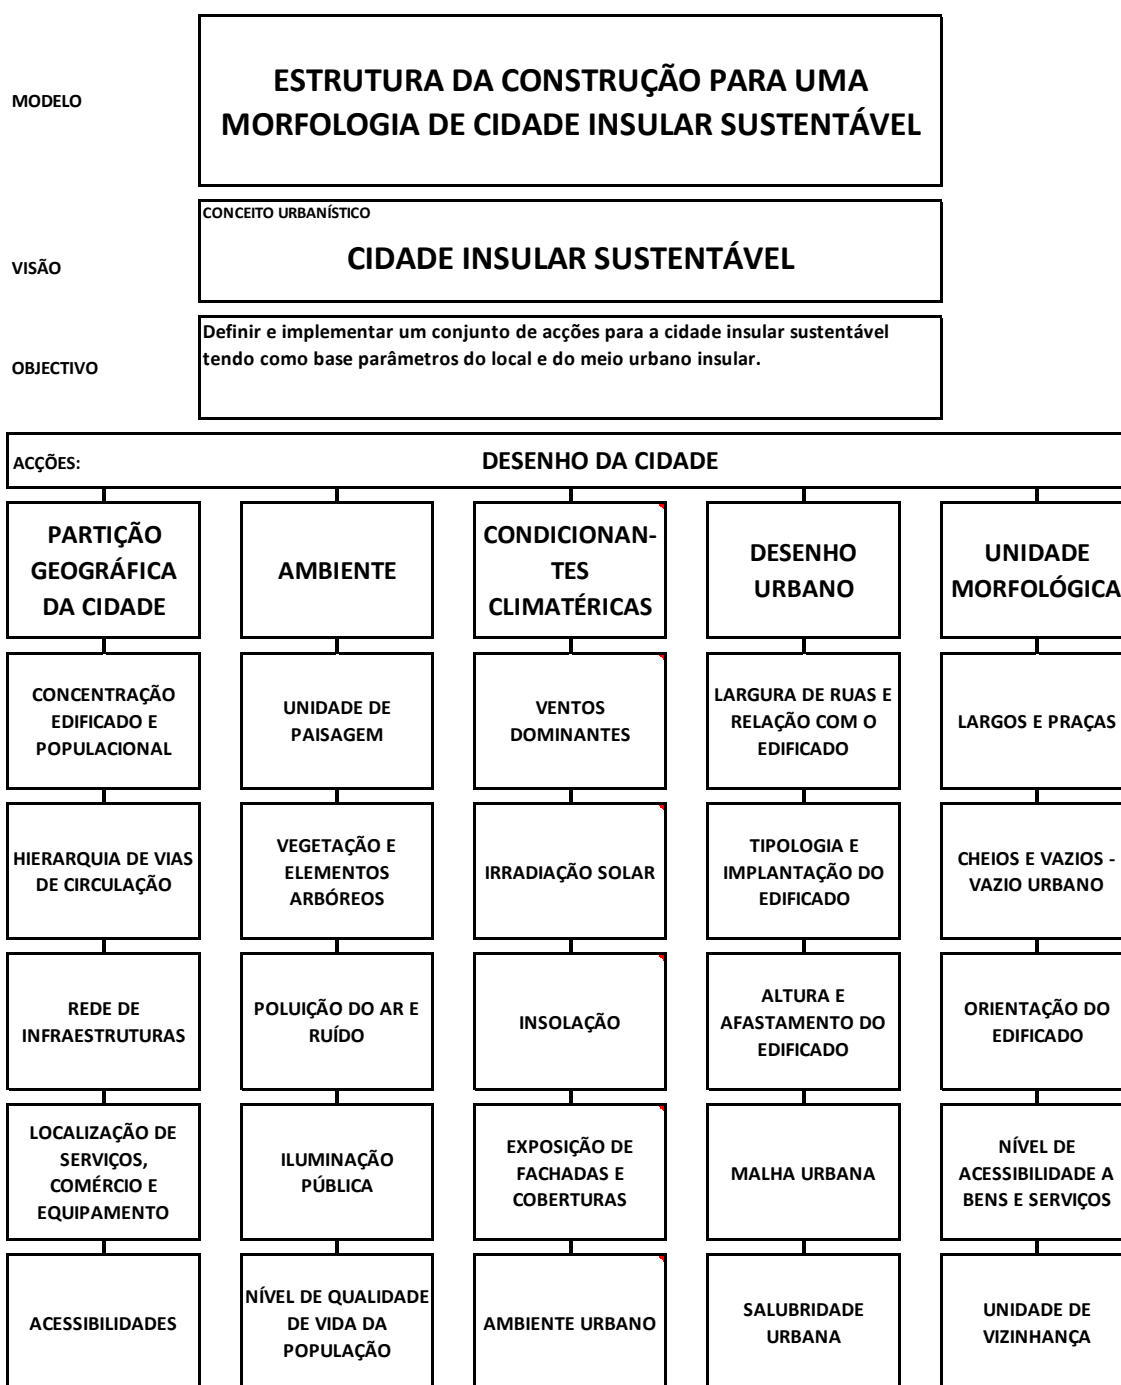 MODELO
ESTRUTURA DA CONSTRUÇÃO PARA UMA
MORFOLOGIA DE CIDADE INSULAR SUSTENTÁVEL
CONCEITO URBANÍSTICO
VISÃO
CIDADE INSULAR SUSTENTÁVEL
OBJECTIVO
Definir e implementar um conjunto de acções para a cidade insular sustentável
tendo como base parâmetros do local e do meio urbano insular.
ACÇÕES:
DESENHO DA CIDADE
PARTIÇÃO
GEOGRÁFICA
DA CIDADE
AMBIENTE
CONDICIONAN-
TES
CLIMATÉRICAS
DESENHO
URBANO
UNIDADE
MORFOLÓGICA
CONCENTRAÇÃO
EDIFICADO E
POPULACIONAL
UNIDADE DE
PAISAGEM
VENTOS
DOMINANTES
LARGURA DE RUAS E
RELAÇÃO COM O
EDIFICADO
LARGOS E PRAÇAS
HIERARQUIA DE VIAS
DE CIRCULAÇÃO
VEGETAÇÃO E
ELEMENTOS
ARBÓREOS
IRRADIAÇÃO SOLAR
TIPOLOGIA E
IMPLANTAÇÃO DO
EDIFICADO
CHEIOS E VAZIOS -
VAZIO URBANO
REDE DE
INFRAESTRUTURAS
POLUIÇÃO DO AR E
RUÍDO
INSOLAÇÃO
ALTURA E
AFASTAMENTO DO
EDIFICADO
ORIENTAÇÃO DO
EDIFICADO
LOCALIZAÇÃO DE
SERVIÇOS,
COMÉRCIO E
EQUIPAMENTO
ILUMINAÇÃO
PÚBLICA
EXPOSIÇÃO DE
FACHADAS E
COBERTURAS
MALHA URBANA
NÍVEL DE
ACESSIBILIDADE A
BENS E SERVIÇOS
ACESSIBILIDADES
NÍVEL DE QUALIDADE
DE VIDA DA
POPULAÇÃO
AMBIENTE URBANO
SALUBRIDADE
URBANA
UNIDADE DE
VIZINHANÇA